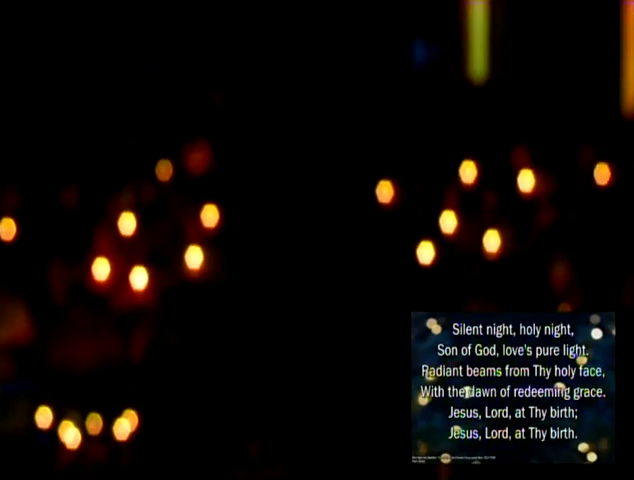 Silent night, holy night,
Son of God, love's pure light.
Radiant beams from Thy holy face,
With the dawn of redeeming grace.
Jesus, Lord, at Thy birth;
Jesus, Lord, at Thy birth.